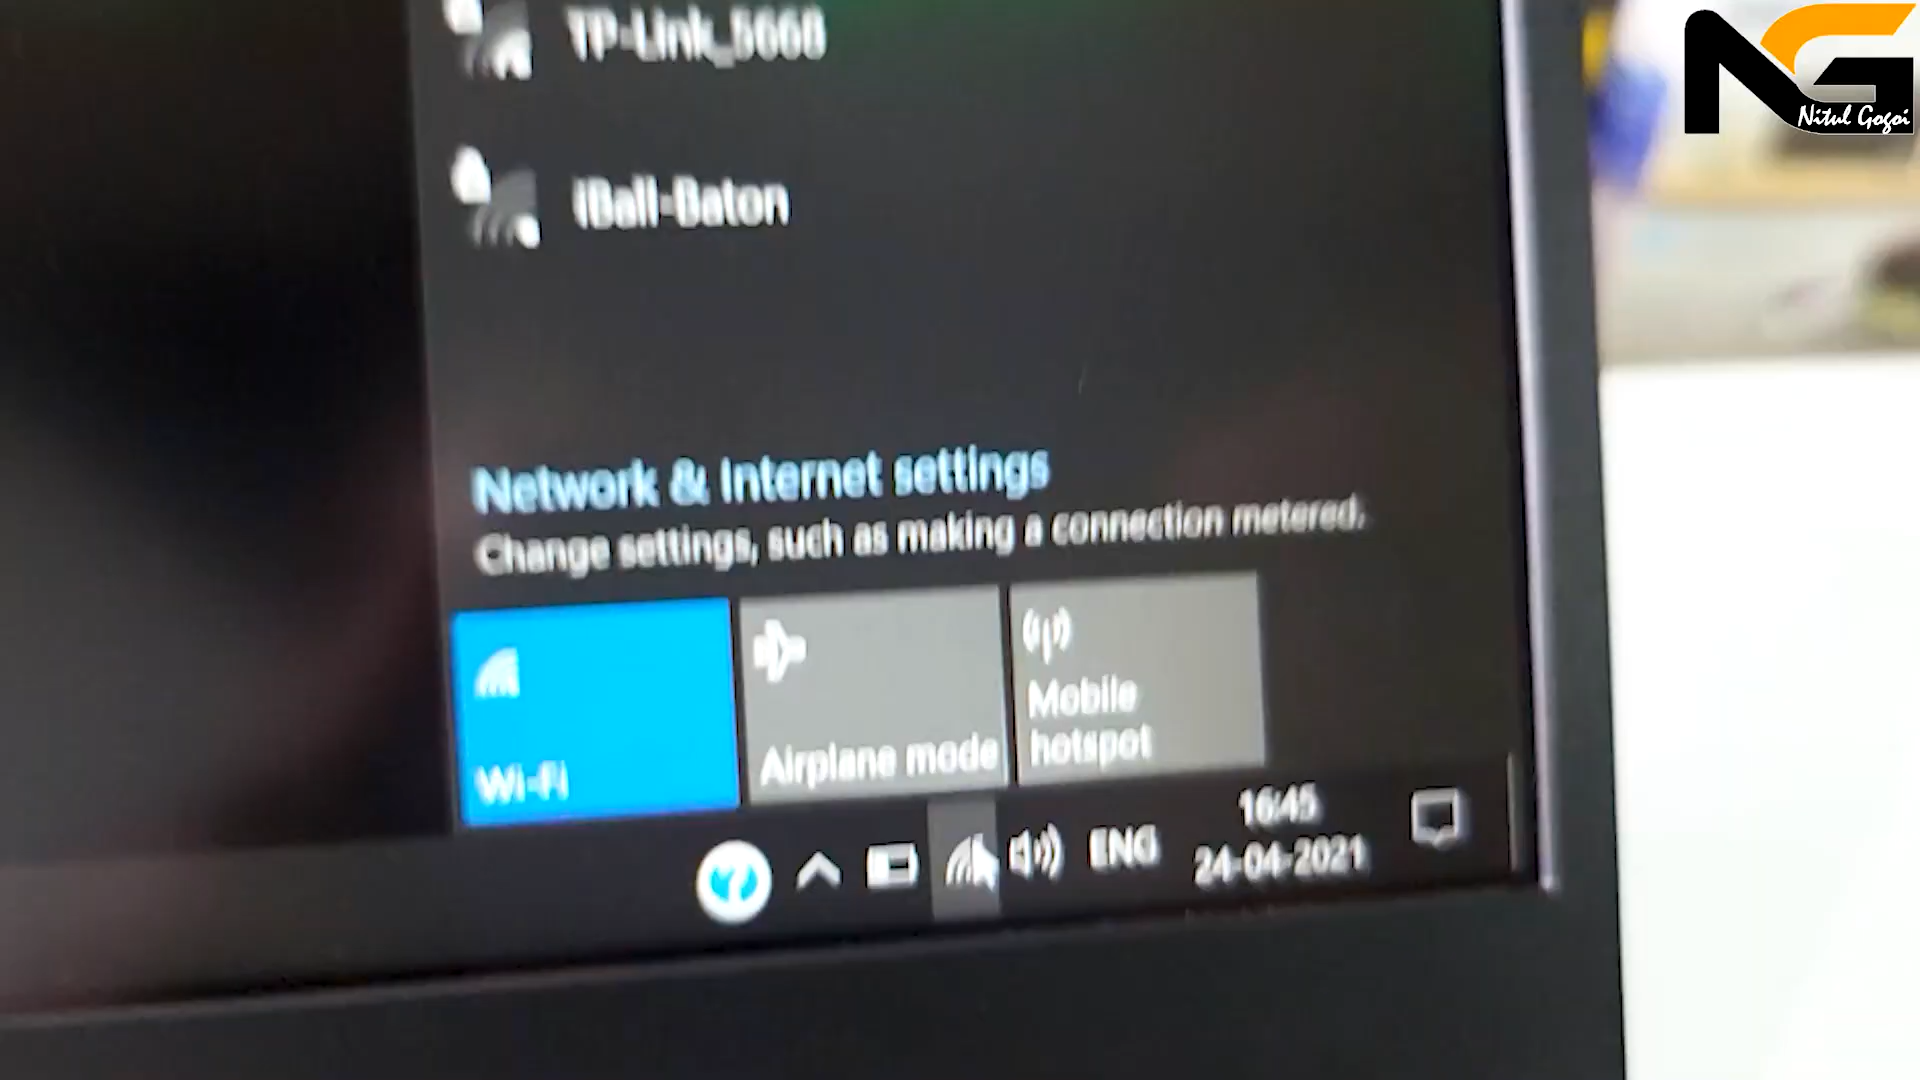 NG
Nitul Gogoi
TP-Link_5668
iBall-Baton
Network & Internet settings
Change settings, such as making a connection metered.
Wi-Fi
Airplane mode
Mobile
hotspot
ENG
16:45
24-04-2021